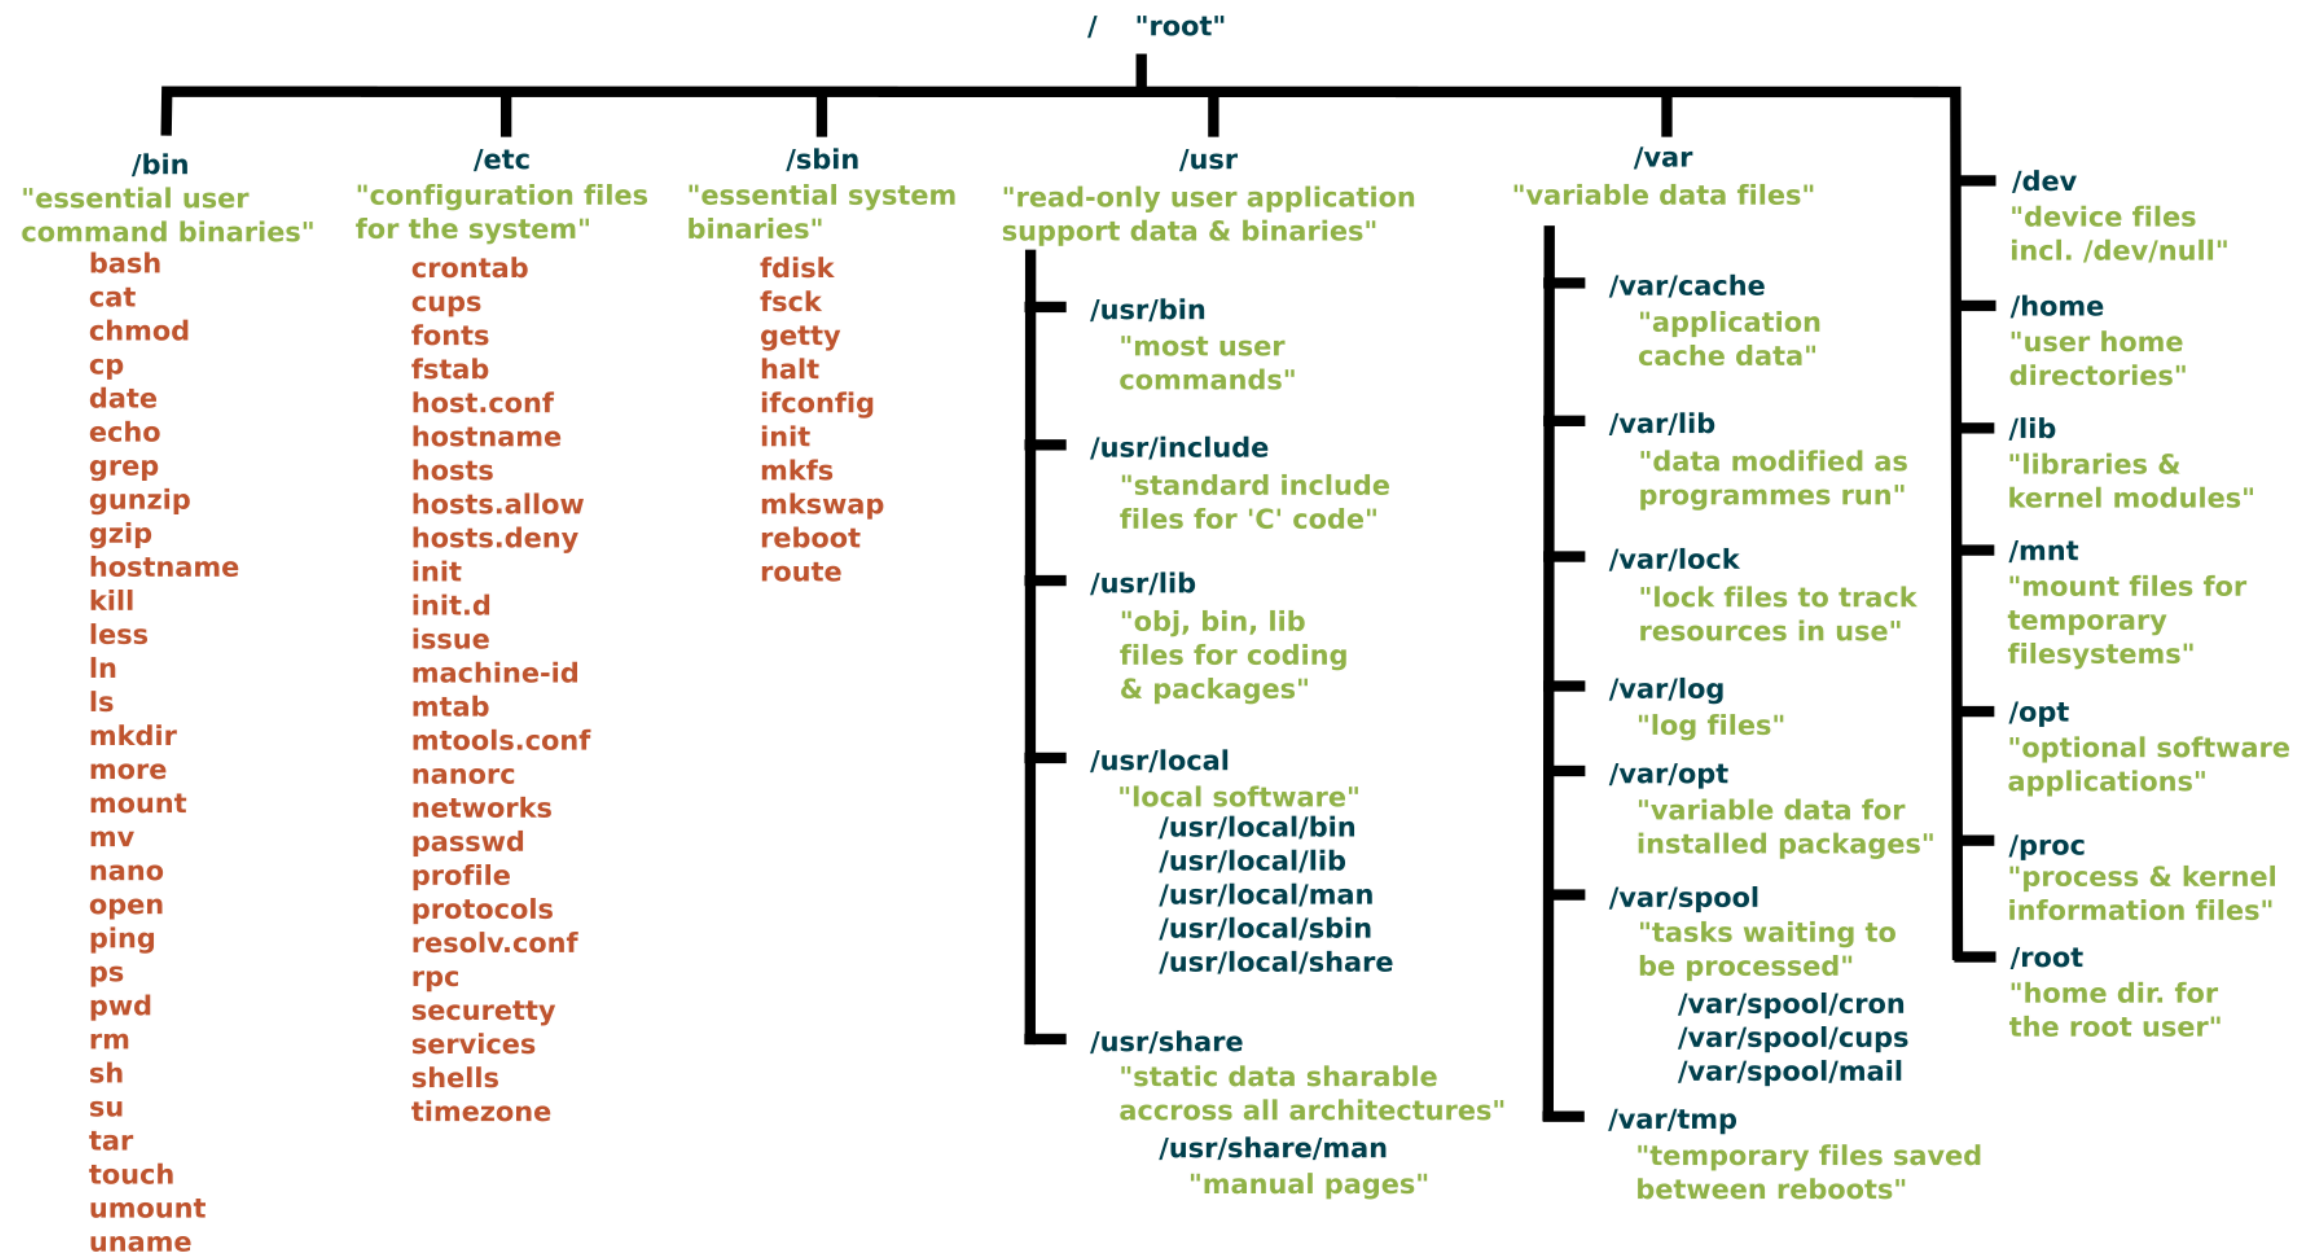 / "root"
/bin
"essential user
command binaries"
bash
cat
chmod
cp
date
echo
grep
gunzip
gzip
hostname
kill
less
ln
ls
mkdir
more
mount
mv
nano
open
ping
ps
pwd
rm
sh
su
tar
touch
umount
uname
/etc
"configuration files
for the system"
crontab
cups
fonts
fstab
host.conf
hostname
hosts
hosts.allow
hosts.deny
init
init.d
issue
machine-id
mtab
mtools.conf
nanorc
networks
passwd
profile
protocols
resolv.conf
rpc
securetty
services
shells
timezone
/sbin
"essential system
binaries"
fdisk
fsck
getty
halt
ifconfig
init
mkfs
mkswap
reboot
route
/usr
"read-only user application
support data & binaries"
/usr/bin
"most user
commands"
/usr/include
"standard include
files for 'C' code"
/usr/lib
"obj, bin, lib
files for coding
& packages"
/usr/local
"local software"
/usr/local/bin
/usr/local/lib
/usr/local/man
/usr/local/sbin
/usr/local/share
/usr/share
"static data sharable
accross all architectures"
/usr/share/man
"manual pages"
/var
"variable data files"
/var/cache
"application
cache data"
/var/lib
"data modified as
programmes run"
/var/lock
"lock files to track
resources in use"
/var/log
"log files"
/var/opt
"variable data for
installed packages"
/var/spool
"tasks waiting to
be processed"
/var/spool/cron
/var/spool/cups
/var/spool/mail
/var/tmp
"temporary files saved
between reboots"
/dev
"device files
incl. /dev/null"
/home
"user home
directories"
/lib
"libraries &
kernel modules"
/mnt
"mount files for
temporary
filesystems"
/opt
"optional software
applications"
/proc
"process & kernel
information files"
/root
"home dir. for
the root user"